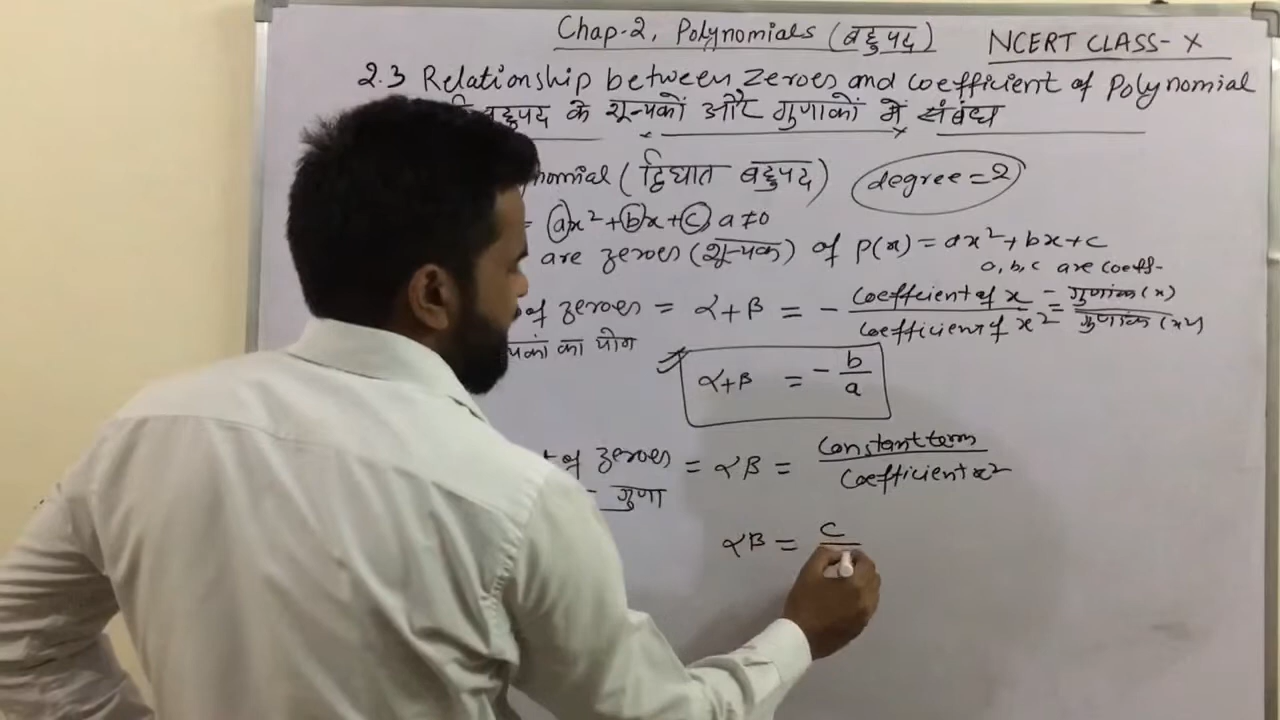 Chap-2, Polynomials (बहुपद) NCERT CLASS-X
2.3 Relationship between Zeroes and Coefficient of Polynomial
बहुपद के शून्यकों और गुणाकों में संबंध
nomial (द्विघात बहुपद) degree=2
= ax²+bx+c, a≠0
are zeroes (शून्यक) of P(x) = ax²+bx+c
a, b, c are coeff-
of zeroes = α+β = - Coefficient of x / Coefficient of x² = - गुणांक (x) / गुणांक (x²)
यकों का योग
α+β = - b/a
of zeroes = αβ = Constant term / Coefficient x²
- गुणा
αβ = C